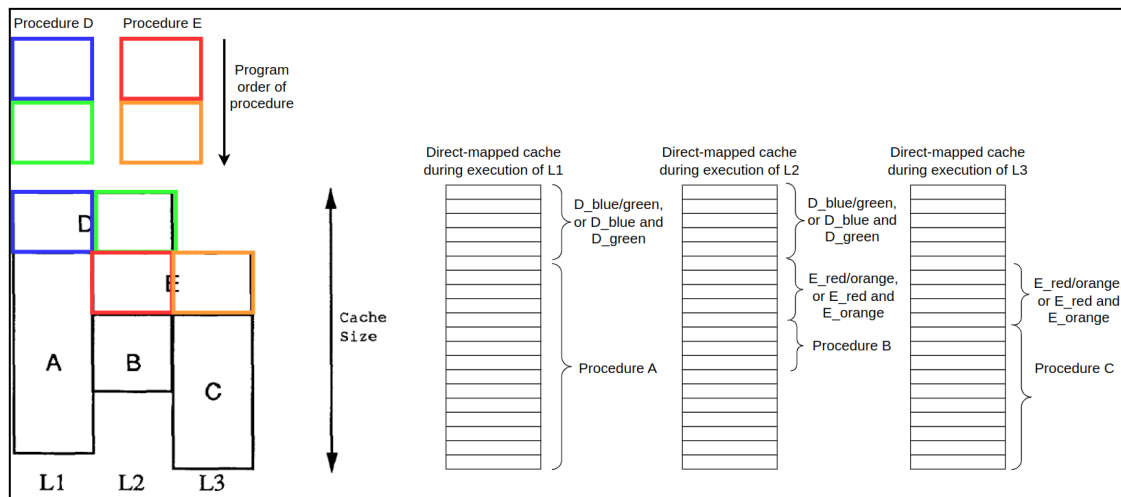 Procedure D
Procedure E
Program
order of
procedure
D
E
A
B
C
Cache
Size
L1
L2
L3
Direct-mapped cache
during execution of L1
D_blue/green,
or D_blue and
D_green
Procedure A
Direct-mapped cache
during execution of L2
D_blue/green,
or D_blue and
D_green
E_red/orange,
or E_red and
E_orange
Procedure B
Direct-mapped cache
during execution of L3
E_red/orange,
or E_red and
E_orange
Procedure C